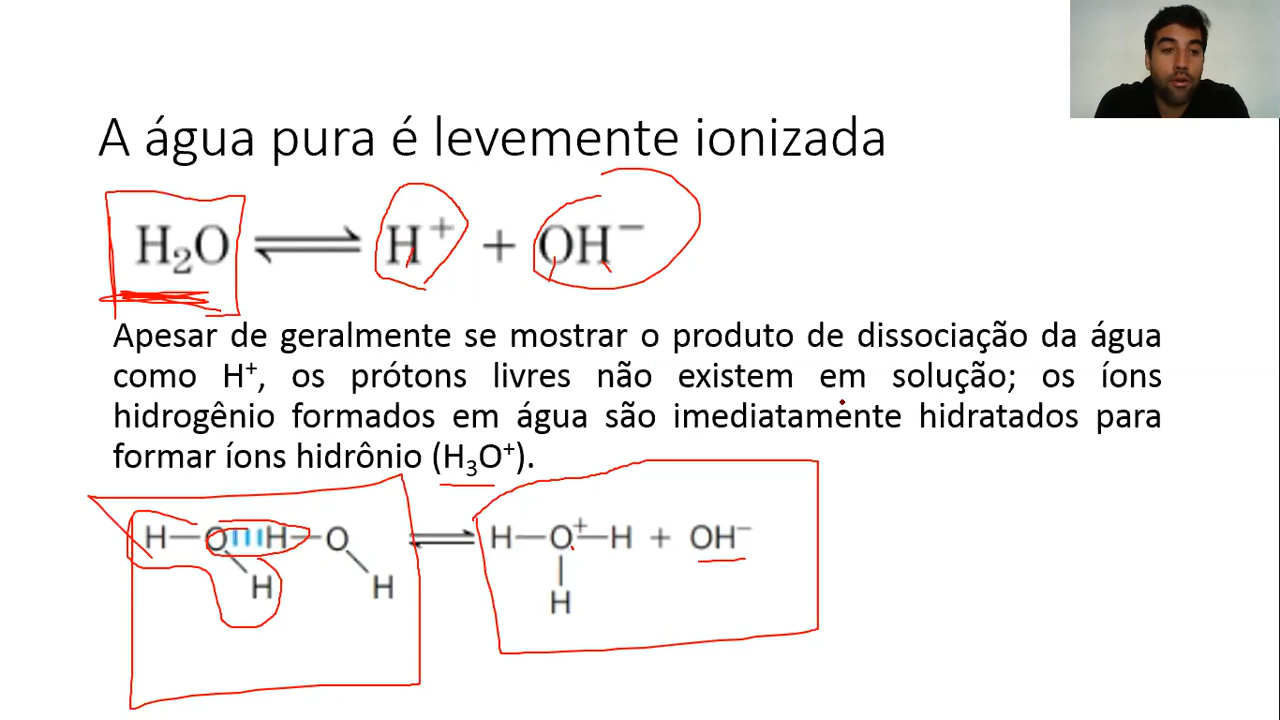 A água pura é levemente ionizada
H₂O ⇌ H⁺ + OH⁻
Apesar de geralmente se mostrar o produto de dissociação da água
como H⁺, os prótons livres não existem em solução; os íons
hidrogênio formados em água são imediatamente hidratados para
formar íons hidrônio (H₃O⁺).
H—O H—O ⇌ H—O⁺—H + OH⁻
H H H